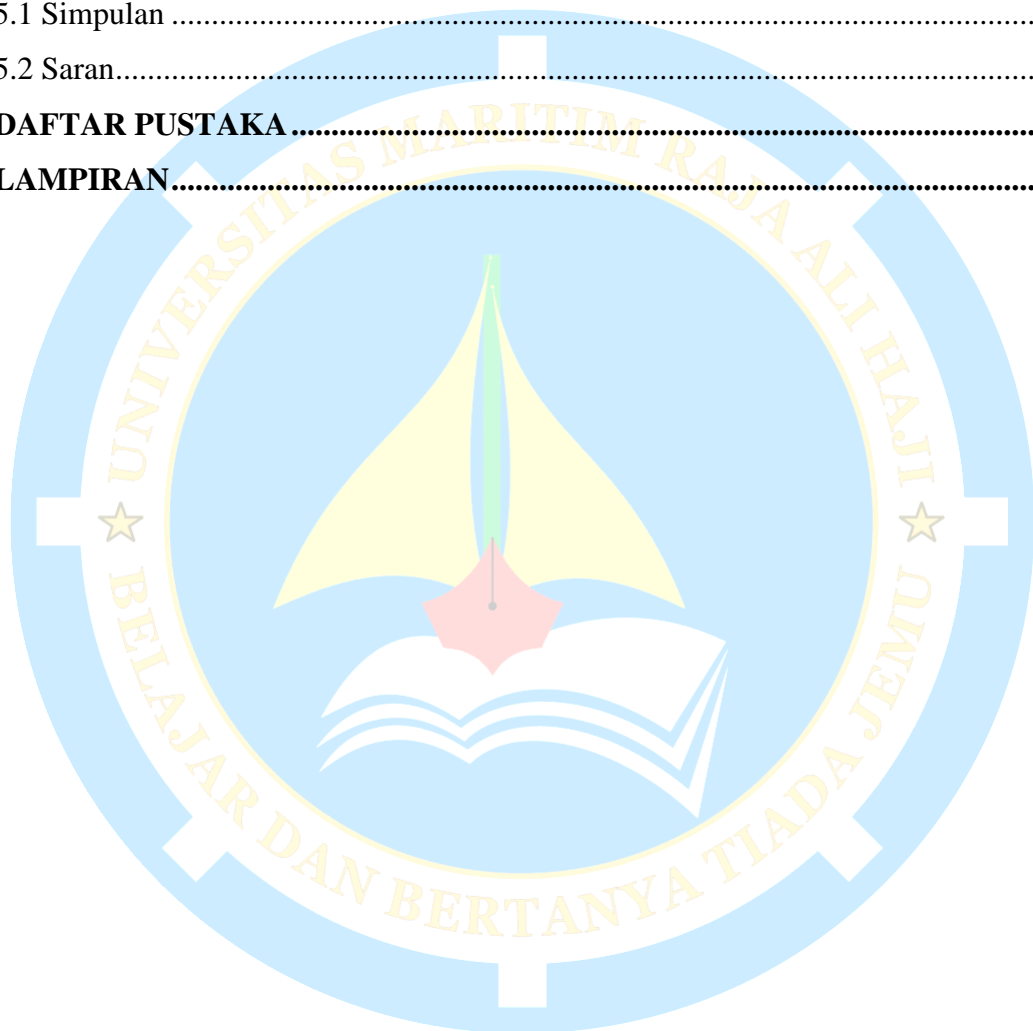 5.1 Simpulan ....................................................................................................
5.2 Saran....................................................................................................
DAFTAR PUSTAKA ....................................................................................................
LAMPIRAN....................................................................................................
UNIVERSITAS MARITIM RAJA ALI HAJI
BELAJAR DAN BERTANYA TIADA JEMU